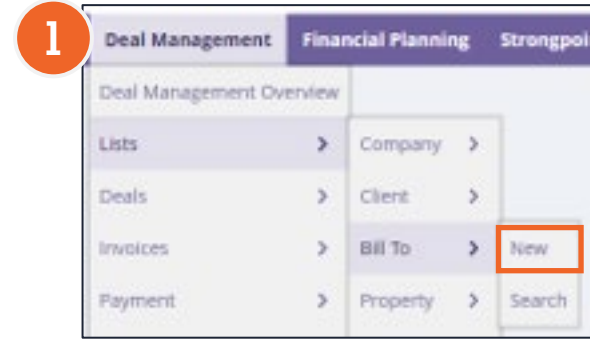 1
Deal Management Financial Planning Strongpoi
Deal Management Overview
Lists > Company >
Deals > Client >
Invoices > Bill To > New
Payment > Property > Search